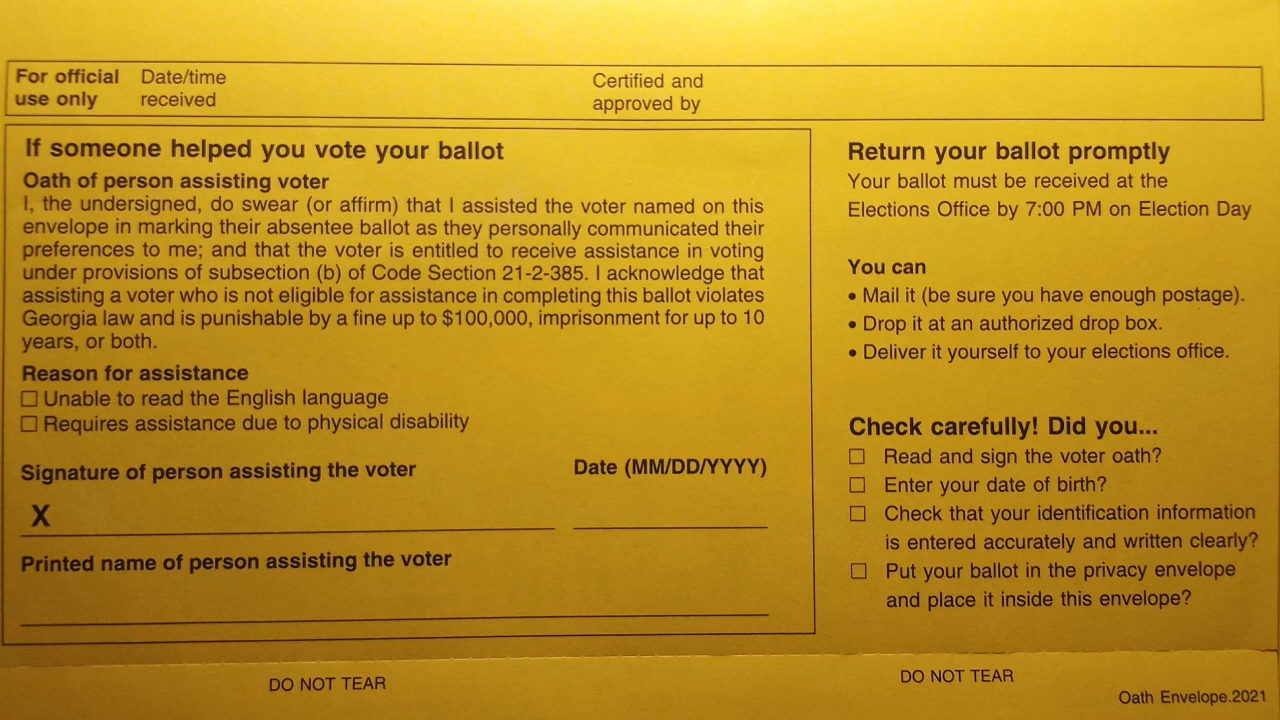 For official Date/time Certified and
use only received approved by
If someone helped you vote your ballot
Oath of person assisting voter
I, the undersigned, do swear (or affirm) that I assisted the voter named on this
envelope in marking their absentee ballot as they personally communicated their
preferences to me; and that the voter is entitled to receive assistance in voting
under provisions of subsection (b) of Code Section 21-2-385. I acknowledge that
assisting a voter who is not eligible for assistance in completing this ballot violates
Georgia law and is punishable by a fine up to $100,000, imprisonment for up to 10
years, or both.
Reason for assistance
☐ Unable to read the English language
☐ Requires assistance due to physical disability
Signature of person assisting the voter Date (MM/DD/YYYY)
X
Printed name of person assisting the voter
Return your ballot promptly
Your ballot must be received at the
Elections Office by 7:00 PM on Election Day
You can
• Mail it (be sure you have enough postage).
• Drop it at an authorized drop box.
• Deliver it yourself to your elections office.
Check carefully! Did you...
☐ Read and sign the voter oath?
☐ Enter your date of birth?
☐ Check that your identification information
is entered accurately and written clearly?
☐ Put your ballot in the privacy envelope
and place it inside this envelope?
DO NOT TEAR DO NOT TEAR
Oath Envelope.2021